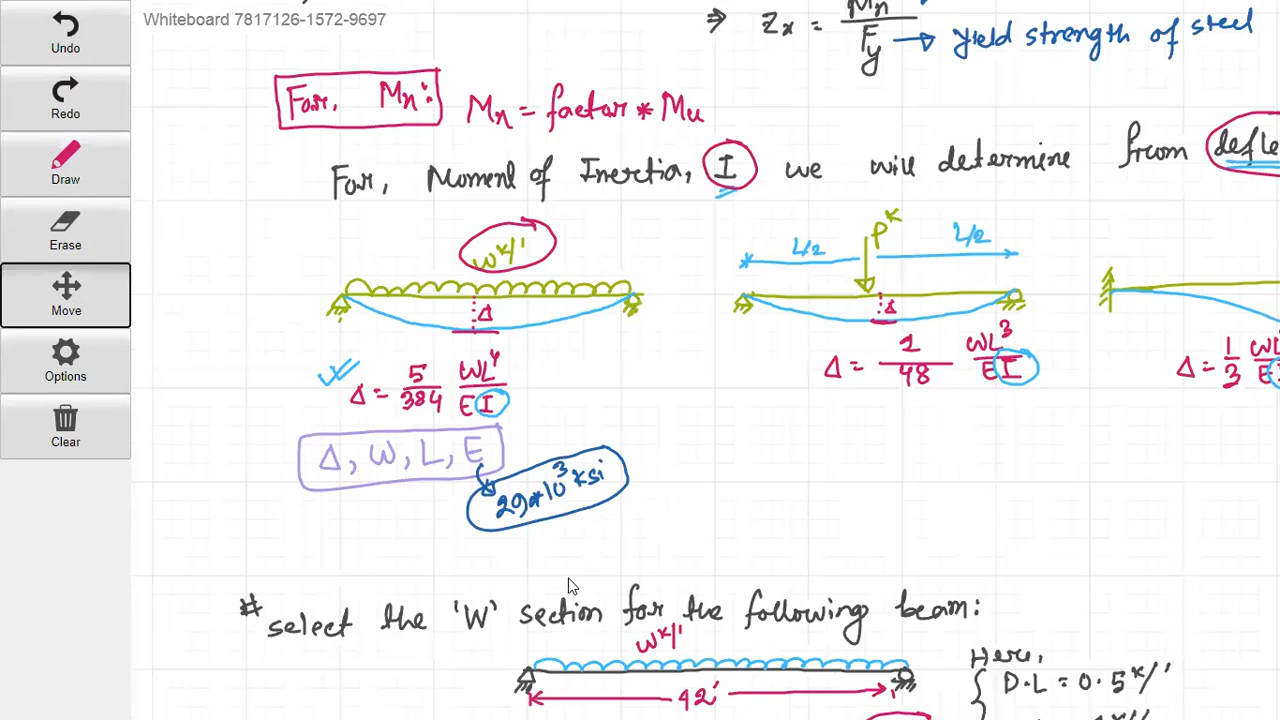 Undo
Redo
Draw
Erase
Move
Options
Clear
Whiteboard 7817126-1572-9697
⇒ Zx = Mn / Fy → yield strength of steel
For, Mn: Mn = factor * Mu
For, Moment of Inertia, I we will determine from
w k/'
L/2 P k L/2
Δ Δ
Δ = 5/384 WL⁴/EI Δ = 1/48 WL³/EI Δ = 1/3
Δ, W, L, E
29*10³ ksi
# select the 'W' section for the following beam:
w k/'
42'
Here,
D.L = 0.5 k/'